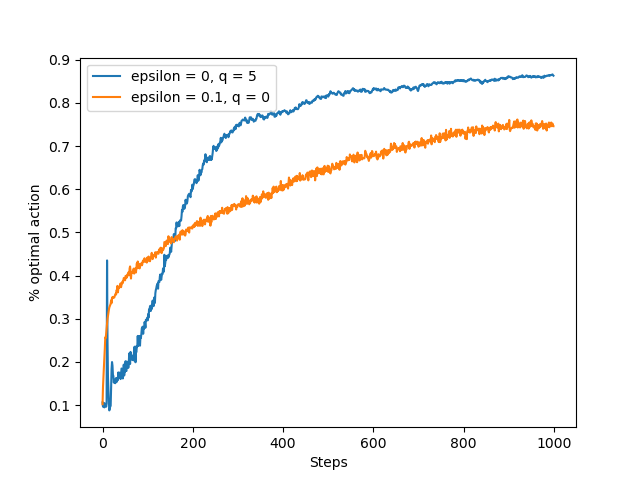 epsilon = 0, q = 5
epsilon = 0.1, q = 0
% optimal action
0.9
0.8
0.7
0.6
0.5
0.4
0.3
0.2
0.1
0 200 400 600 800 1000
Steps